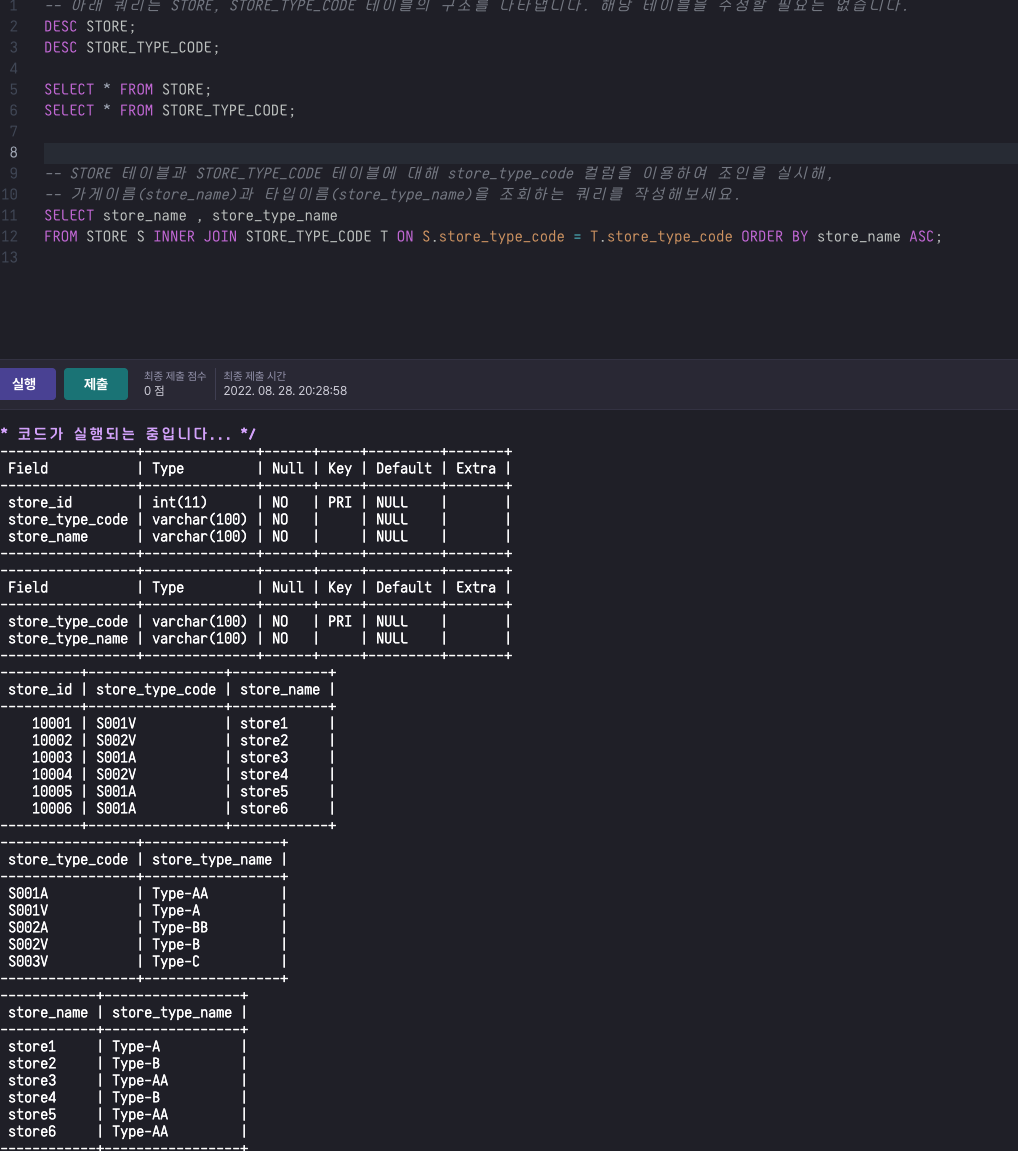 1 -- 아래 쿼리는 STORE, STORE_TYPE_CODE 테이블의 구조를 나타냅니다. 해당 테이블을 수정할 필요는 없습니다.
2 DESC STORE;
3 DESC STORE_TYPE_CODE;
4
5 SELECT * FROM STORE;
6 SELECT * FROM STORE_TYPE_CODE;
7
8
9 -- STORE 테이블과 STORE_TYPE_CODE 테이블에 대해 store_type_code 컬럼을 이용하여 조인을 실시해,
10 -- 가게이름(store_name)과 타입이름(store_type_name)을 조회하는 쿼리를 작성해보세요.
11 SELECT store_name , store_type_name
12 FROM STORE S INNER JOIN STORE_TYPE_CODE T ON S.store_type_code = T.store_type_code ORDER BY store_name ASC;
13
실행 제출 최종 제출 점수 최종 제출 시간
0 점 2022. 08. 28. 20:28:58
* 코드가 실행되는 중입니다... */
-----------------+--------------+------+-----+---------+-------+
Field | Type | Null | Key | Default | Extra |
-----------------+--------------+------+-----+---------+-------+
store_id | int(11) | NO | PRI | NULL | |
store_type_code | varchar(100) | NO | | NULL | |
store_name | varchar(100) | NO | | NULL | |
-----------------+--------------+------+-----+---------+-------+
-----------------+--------------+------+-----+---------+-------+
Field | Type | Null | Key | Default | Extra |
-----------------+--------------+------+-----+---------+-------+
store_type_code | varchar(100) | NO | PRI | NULL | |
store_type_name | varchar(100) | NO | | NULL | |
-----------------+--------------+------+-----+---------+-------+
----------+-----------------+------------+
store_id | store_type_code | store_name |
----------+-----------------+------------+
10001 | S001V | store1 |
10002 | S002V | store2 |
10003 | S001A | store3 |
10004 | S002V | store4 |
10005 | S001A | store5 |
10006 | S001A | store6 |
----------+-----------------+------------+
-----------------+-----------------+
store_type_code | store_type_name |
-----------------+-----------------+
S001A | Type-AA |
S001V | Type-A |
S002A | Type-BB |
S002V | Type-B |
S003V | Type-C |
-----------------+-----------------+
------------+-----------------+
store_name | store_type_name |
------------+-----------------+
store1 | Type-A |
store2 | Type-B |
store3 | Type-AA |
store4 | Type-B |
store5 | Type-AA |
store6 | Type-AA |
------------+-----------------+